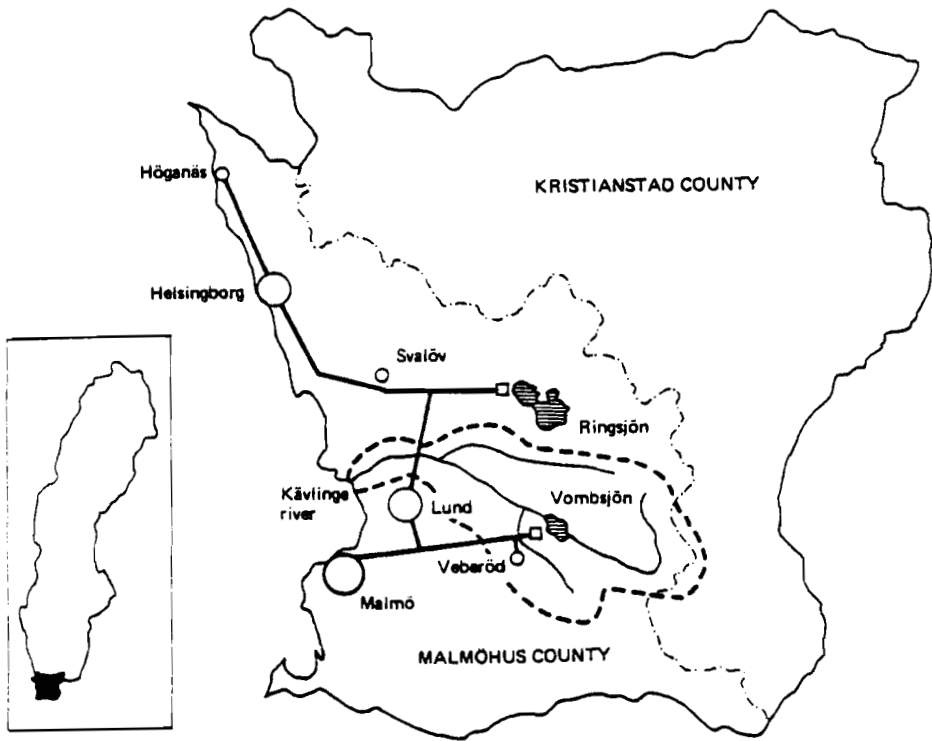 Höganäs
KRISTIANSTAD COUNTY
Helsingborg
Svalöv
Ringsjön
Kävlinge
river
Lund
Vombsjön
Veberöd
Malmö
MALMÖHUS COUNTY